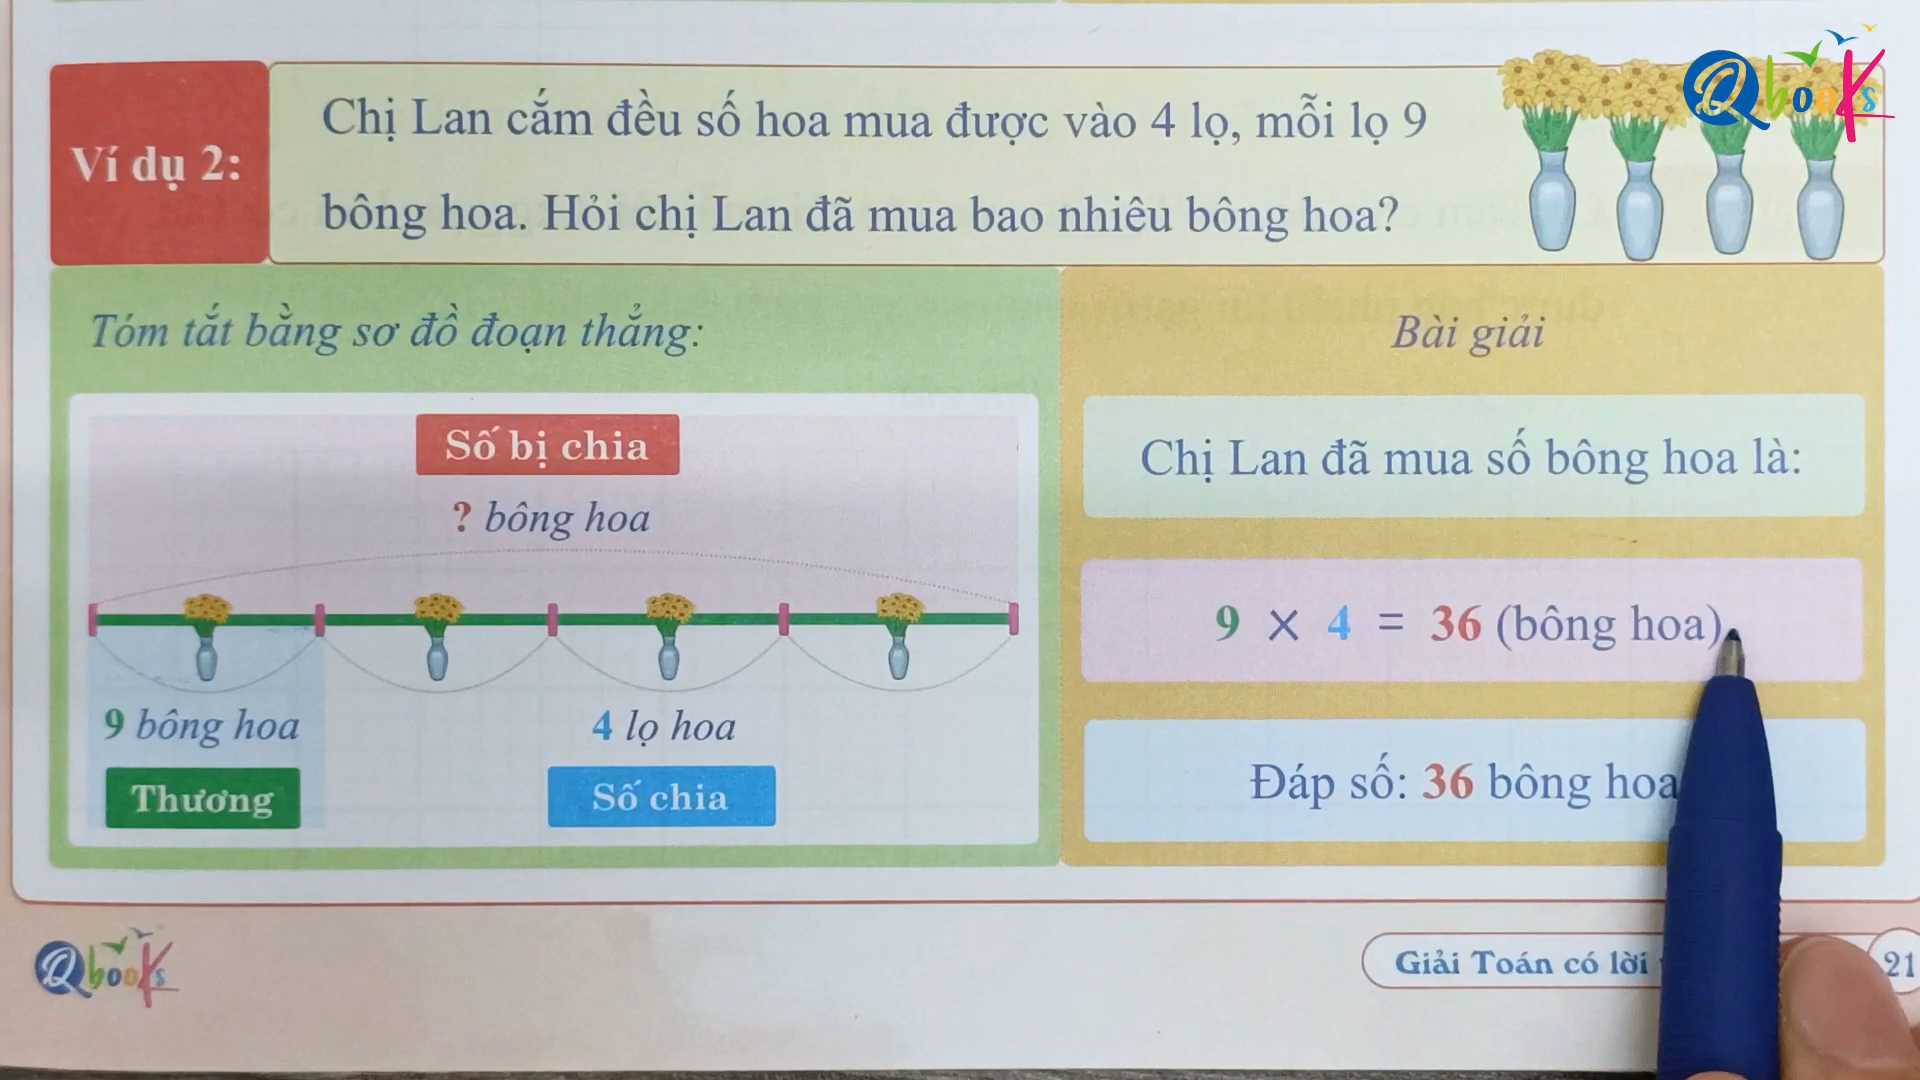 Qbooks
Ví dụ 2:
Chị Lan cắm đều số hoa mua được vào 4 lọ, mỗi lọ 9
bông hoa. Hỏi chị Lan đã mua bao nhiêu bông hoa?
Tóm tắt bằng sơ đồ đoạn thẳng:
Số bị chia
? bông hoa
9 bông hoa
4 lọ hoa
Thương
Số chia
Bài giải
Chị Lan đã mua số bông hoa là:
9 × 4 = 36 (bông hoa)
Đáp số: 36 bông hoa
Qbooks
Giải Toán có lời
21